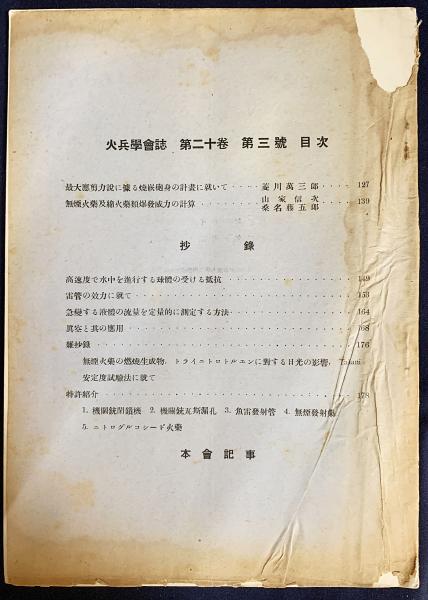 火兵學會誌 第二十卷 第三號 目次
最大應剪力說に據る燒嵌砲身の計畫に就いて・・・・菱川萬三郎・・・・127
無煙火藥及綿火藥類爆發威力の計算・・・・山家信次・・・・139
桑名藤五郎
抄錄
高速度で水中を進行する球體の受ける抵抗・・・・149
雷管の效力に就て・・・・153
急變する液體の流量を定量的に測定する方法・・・・164
眞空と其の應用・・・・168
雜抄錄・・・・176
無煙火藥の燃燒生成物，トライニトロトルエンに對する日光の影響，Taliani
安定度試驗法に就て
特許紹介・・・・178
1. 機關銃閉鎖機 2. 機關銃瓦斯漏孔 3. 魚雷發射管 4. 無煙發射藥
5. ニトログルコシード火藥
本會記事